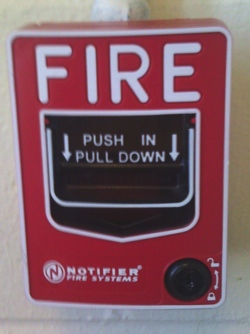 FIRE
PUSH IN
PULL DOWN
NOTIFIER®
FIRE SYSTEMS